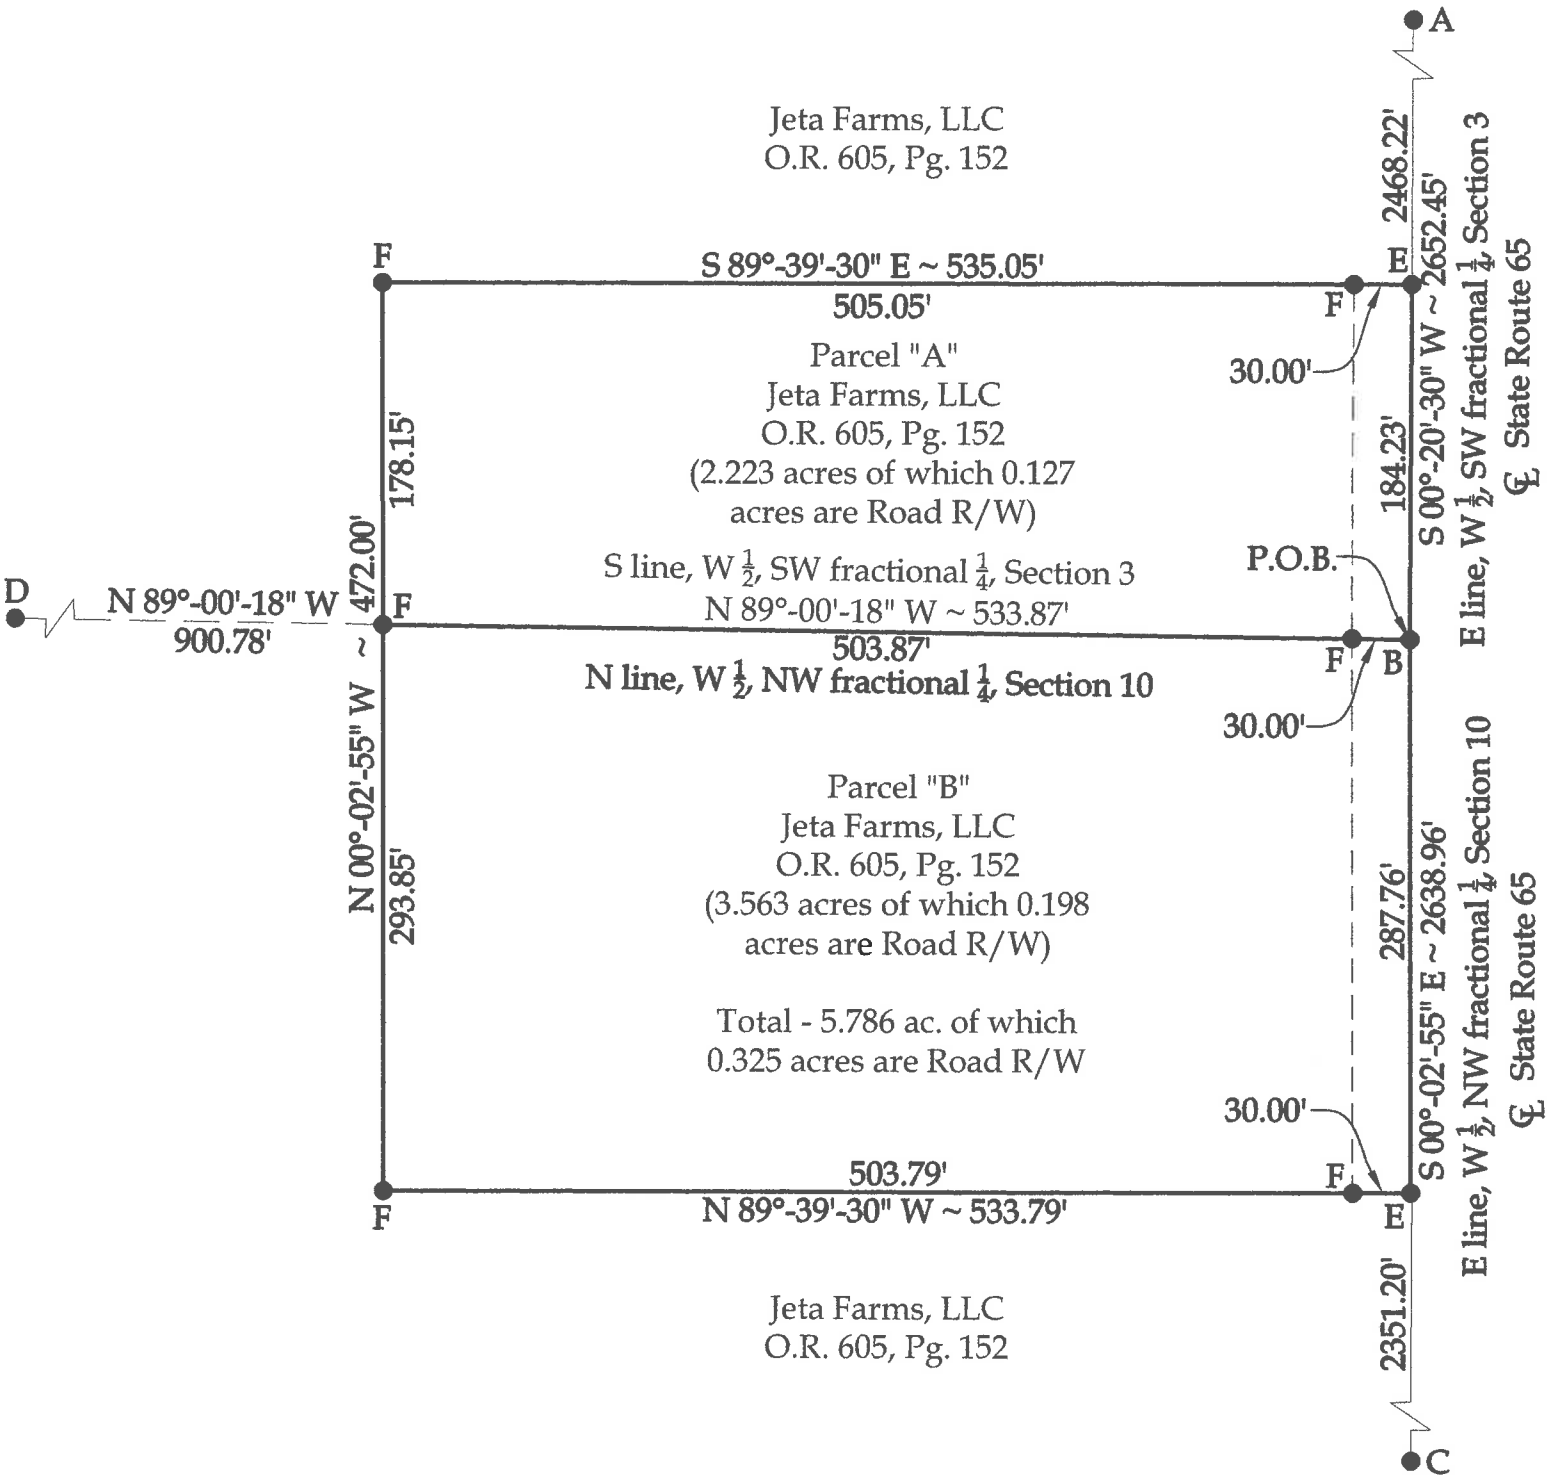 A
Jeta Farms, LLC
O.R. 605, Pg. 152
2468.22'
S 00°-20'-30" W ~ 2652.45'
E line, W 1/2, SW fractional 1/4, Section 3
℄ State Route 65
F
S 89°-39'-30" E ~ 535.05'
E
505.05'
F
30.00'
Parcel "A"
Jeta Farms, LLC
O.R. 605, Pg. 152
(2.223 acres of which 0.127
acres are Road R/W)
178.15'
184.23'
P.O.B.
S line, W 1/2, SW fractional 1/4, Section 3
N 89°-00'-18" W ~ 533.87'
D
N 89°-00'-18" W
900.78'
F
N 00°-02'-55" W ~ 472.00'
503.87'
F
B
N line, W 1/2, NW fractional 1/4, Section 10
30.00'
Parcel "B"
Jeta Farms, LLC
O.R. 605, Pg. 152
(3.563 acres of which 0.198
acres are Road R/W)
293.85'
287.76'
S 00°-02'-55" E ~ 2638.96'
E line, W 1/2, NW fractional 1/4, Section 10
℄ State Route 65
Total - 5.786 ac. of which
0.325 acres are Road R/W
30.00'
503.79'
F
F
N 89°-39'-30" W ~ 533.79'
E
Jeta Farms, LLC
O.R. 605, Pg. 152
2351.20'
C